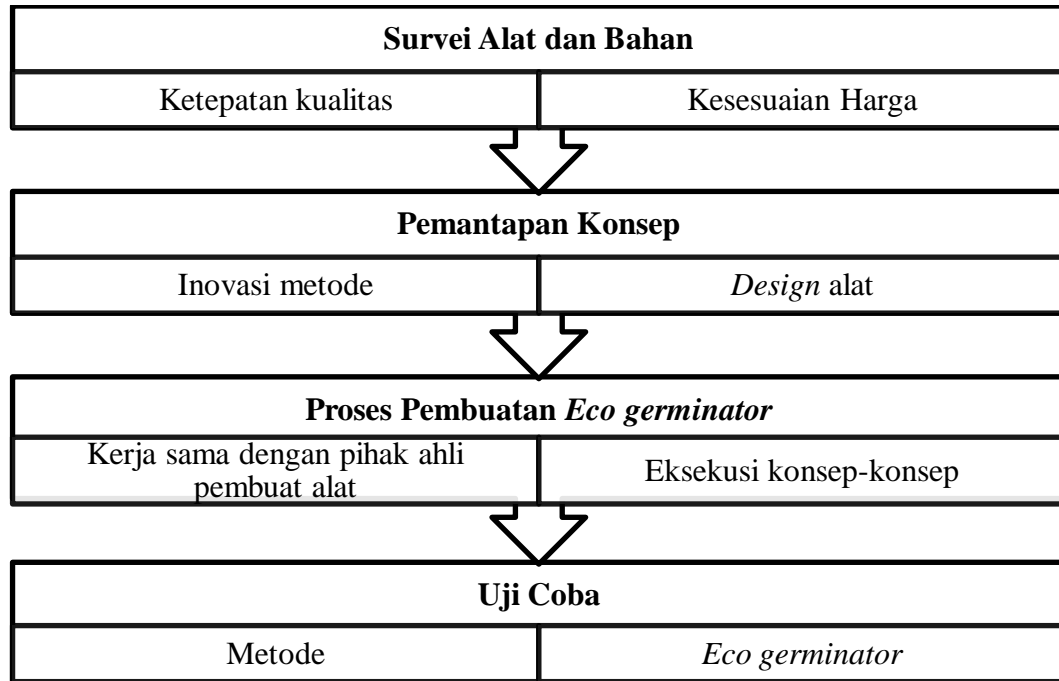 Survei Alat dan Bahan
Ketepatan kualitas
Kesesuaian Harga
Pemantapan Konsep
Inovasi metode
Design alat
Proses Pembuatan Eco germinator
Kerja sama dengan pihak ahli
pembuat alat
Eksekusi konsep-konsep
Uji Coba
Metode
Eco germinator